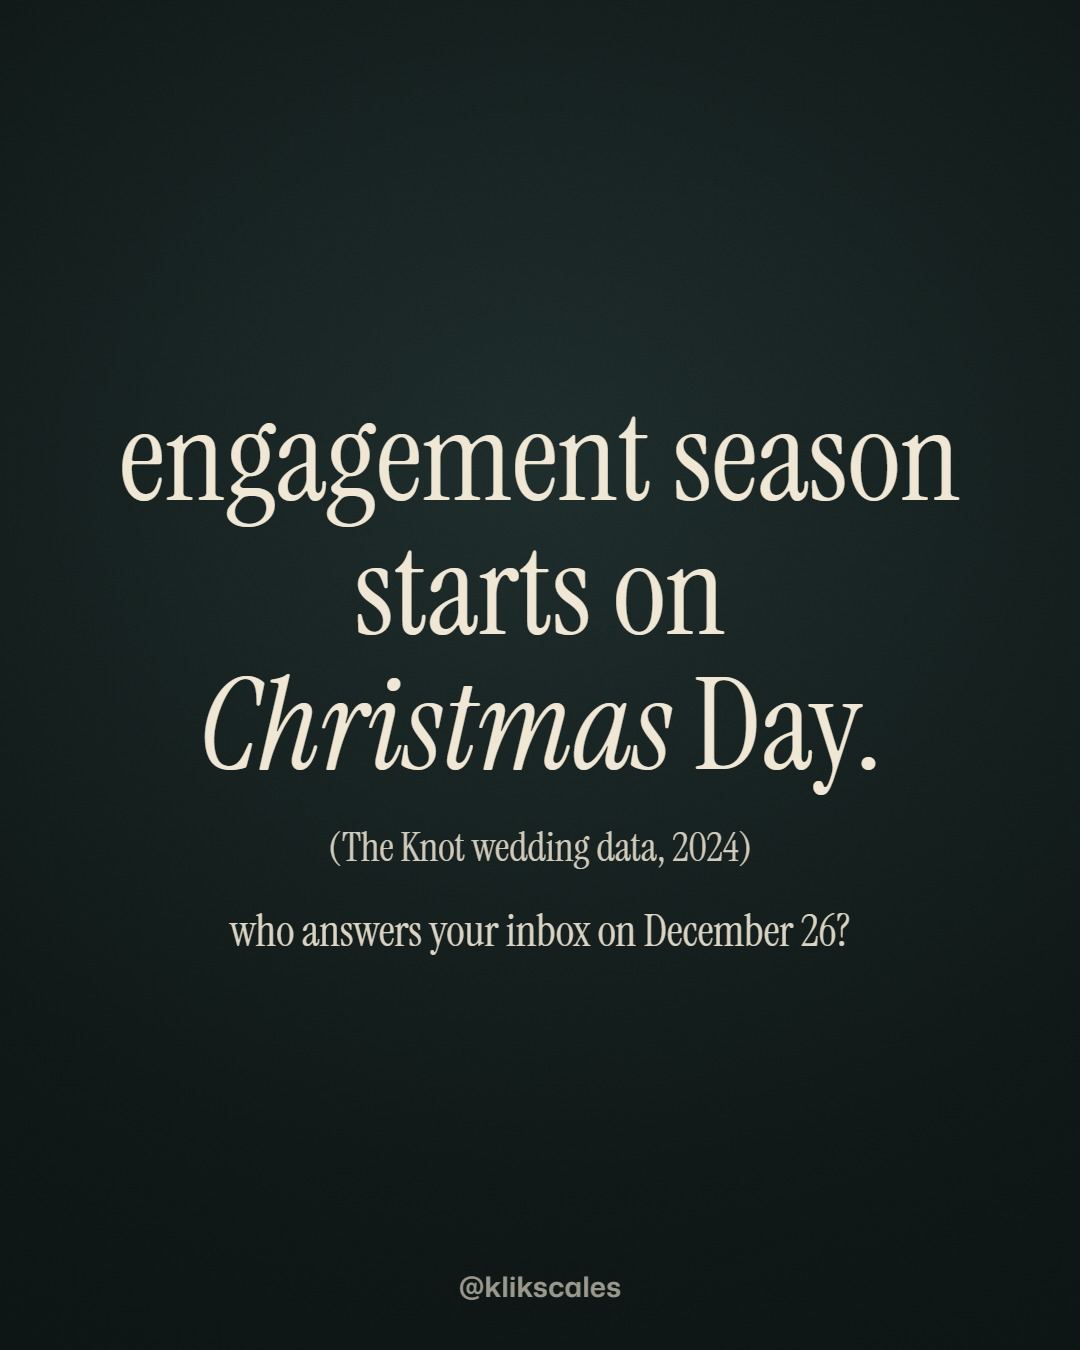 engagement season
starts on
Christmas Day.
(The Knot wedding data, 2024)
who answers your inbox on December 26?
@klikscales